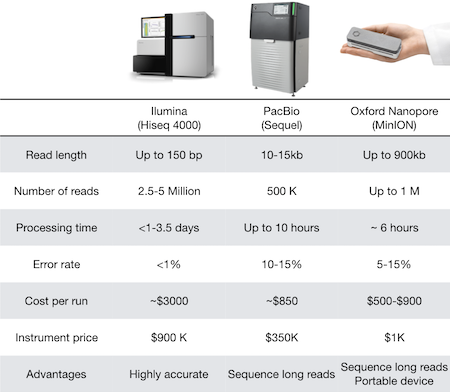 Ilumina PacBio Oxford Nanopore
(Hiseq 4000) (Sequel) (MinION)
Read length Up to 150 bp 10-15kb Up to 900kb
Number of reads 2.5-5 Million 500 K Up to 1 M
Processing time <1-3.5 days Up to 10 hours ~ 6 hours
Error rate <1% 10-15% 5-15%
Cost per run ~$3000 ~$850 $500-$900
Instrument price $900 K $350K $1K
Advantages Highly accurate Sequence long reads Sequence long reads
Portable device